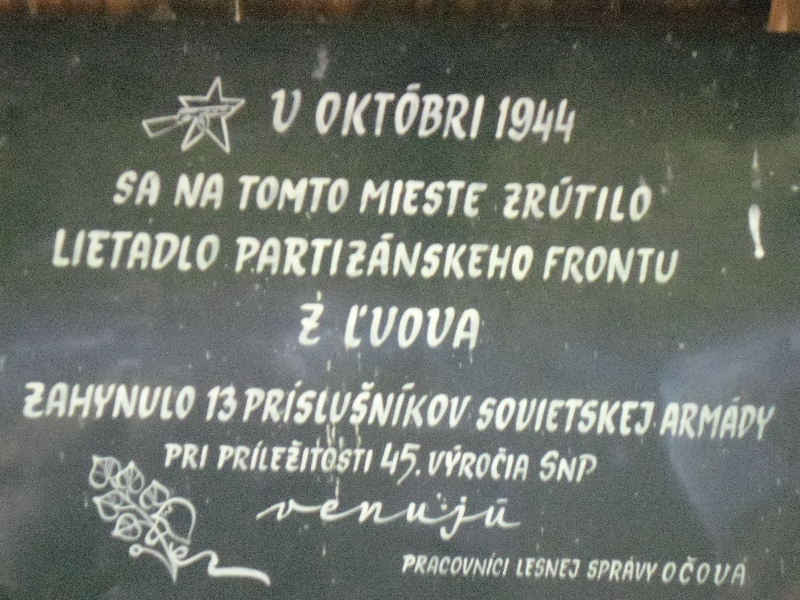 V OKTÓBRI 1944
SA NA TOMTO MIESTE ZRÚTILO
LIETADLO PARTIZÁNSKEHO FRONTU
Z ĽVOVA
ZAHYNULO 13 PRÍSLUŠNÍKOV SOVIETSKEJ ARMÁDY
PRI PRÍLEŽITOSTI 45. VÝROČIA SNP
venujú
PRACOVNÍCI LESNEJ SPRÁVY OČOVÁ